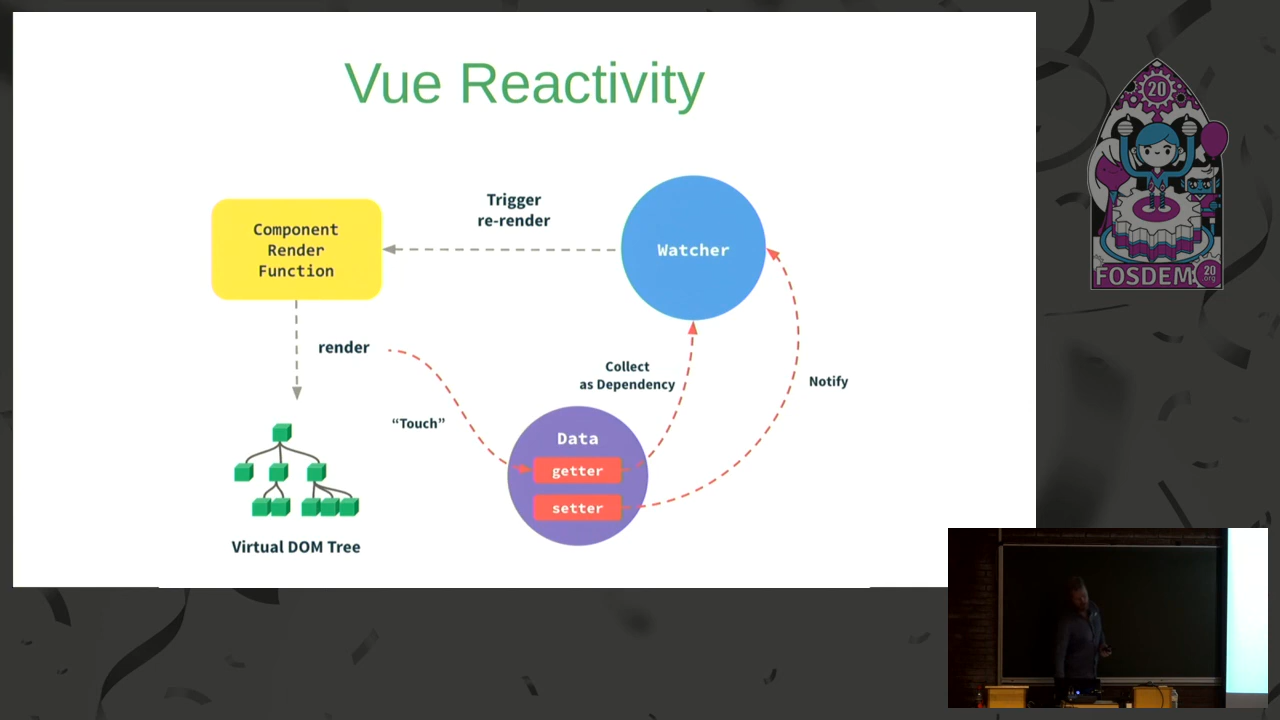 Vue Reactivity
Trigger
re-render
Component
Render
Function
Watcher
render
Collect
as Dependency
Notify
"Touch"
Data
getter
setter
Virtual DOM Tree
20
FOSDEM
20
org